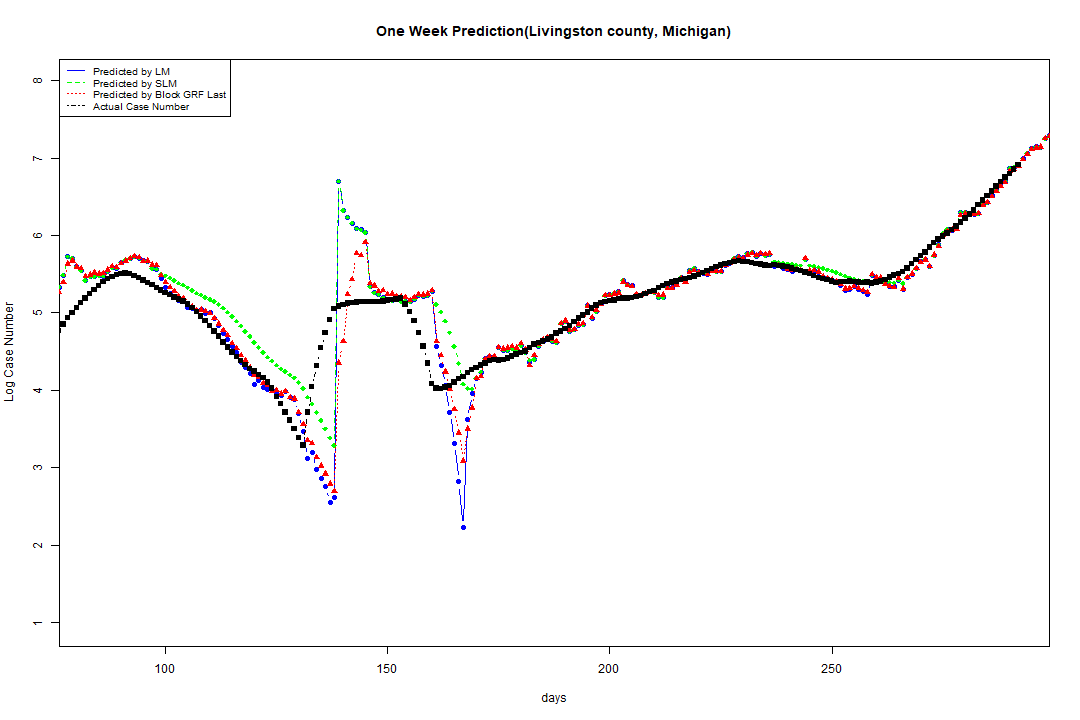 One Week Prediction(Livingston county, Michigan)
Predicted by LM
Predicted by SLM
Predicted by Block GRF Last
Actual Case Number
8
7
6
5
4
3
2
1
Log Case Number
100 150 200 250
days